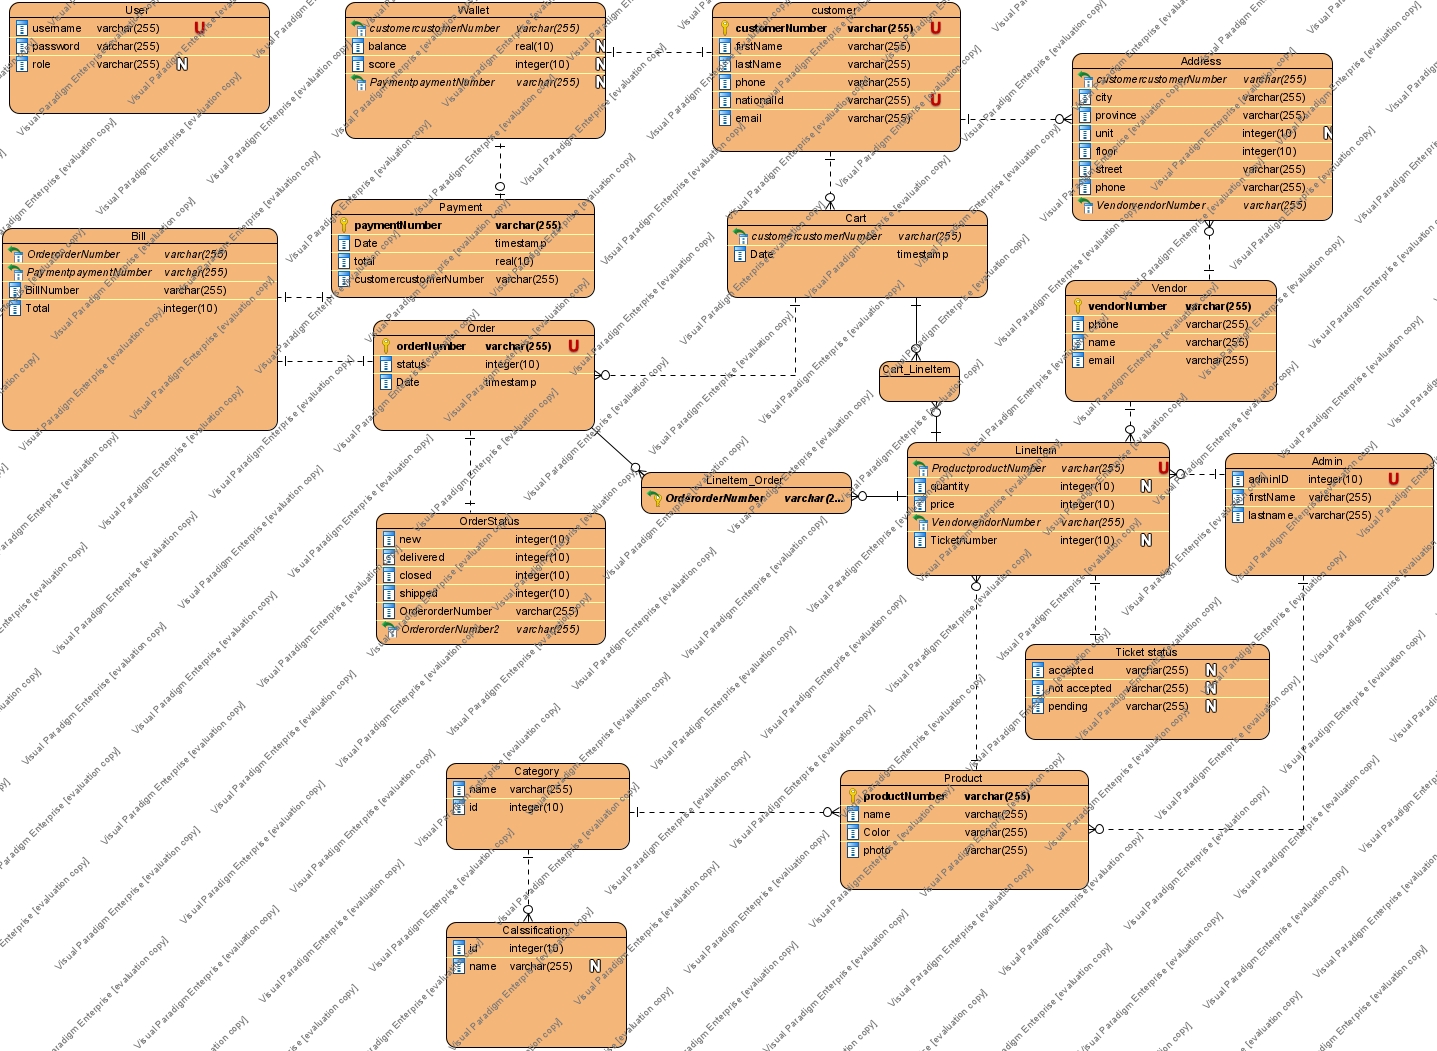 User
username varchar(255) U
password varchar(255)
role varchar(255) N
Wallet
customercustomerNumber varchar(255)
balance real(10) N
score integer(10) N
PaymentpaymentNumber varchar(255) N
customer
customerNumber varchar(255) U
firstName varchar(255)
lastName varchar(255)
phone varchar(255)
nationalId varchar(255) U
email varchar(255)
Address
customercustomerNumber varchar(255)
city varchar(255)
province varchar(255)
unit integer(10) N
floor integer(10)
street varchar(255)
phone varchar(255)
VendorvendorNumber varchar(255)
Payment
paymentNumber varchar(255)
Date timestamp
total real(10)
customercustomerNumber varchar(255)
Cart
customercustomerNumber varchar(255)
Date timestamp
Bill
OrderorderNumber varchar(255)
PaymentpaymentNumber varchar(255)
BillNumber varchar(255)
Total integer(10)
Vendor
vendorNumber varchar(255)
phone varchar(255)
name varchar(255)
email varchar(255)
Order
orderNumber varchar(255) U
status integer(10)
Date timestamp
Cart_LineItem
LineItem
ProductproductNumber varchar(255) U
quantity integer(10) N
price integer(10)
VendorvendorNumber varchar(255)
Ticketnumber integer(10) N
Admin
adminID integer(10) U
firstName varchar(255)
lastname varchar(255)
LineItem_Order
OrderorderNumber varchar(2...
OrderStatus
new integer(10)
delivered integer(10)
closed integer(10)
shipped integer(10)
OrderorderNumber varchar(255)
OrderorderNumber2 varchar(255)
Ticket status
accepted varchar(255) N
not accepted varchar(255) N
pending varchar(255) N
Category
name varchar(255)
id integer(10)
Product
productNumber varchar(255)
name varchar(255)
Color varchar(255)
photo varchar(255)
Calssification
id integer(10)
name varchar(255) N
Visual Paradigm Enterprise [evaluation copy]